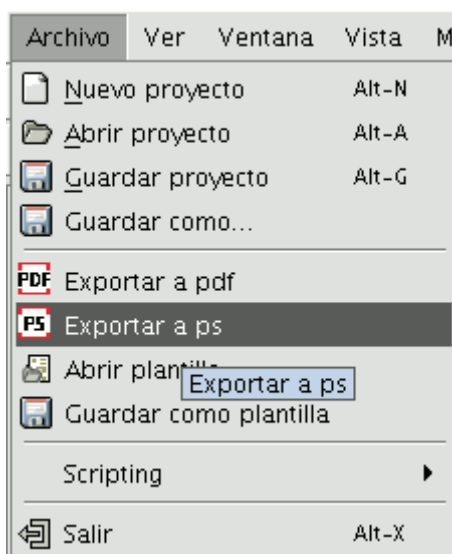 Archivo Ver Ventana Vista M
Nuevo proyecto Alt-N
Abrir proyecto Alt-A
Guardar proyecto Alt-G
Guardar como...
PDF Exportar a pdf
PS Exportar a ps
Abrir plantilla
Exportar a ps
Guardar como plantilla
Scripting
Salir Alt-X